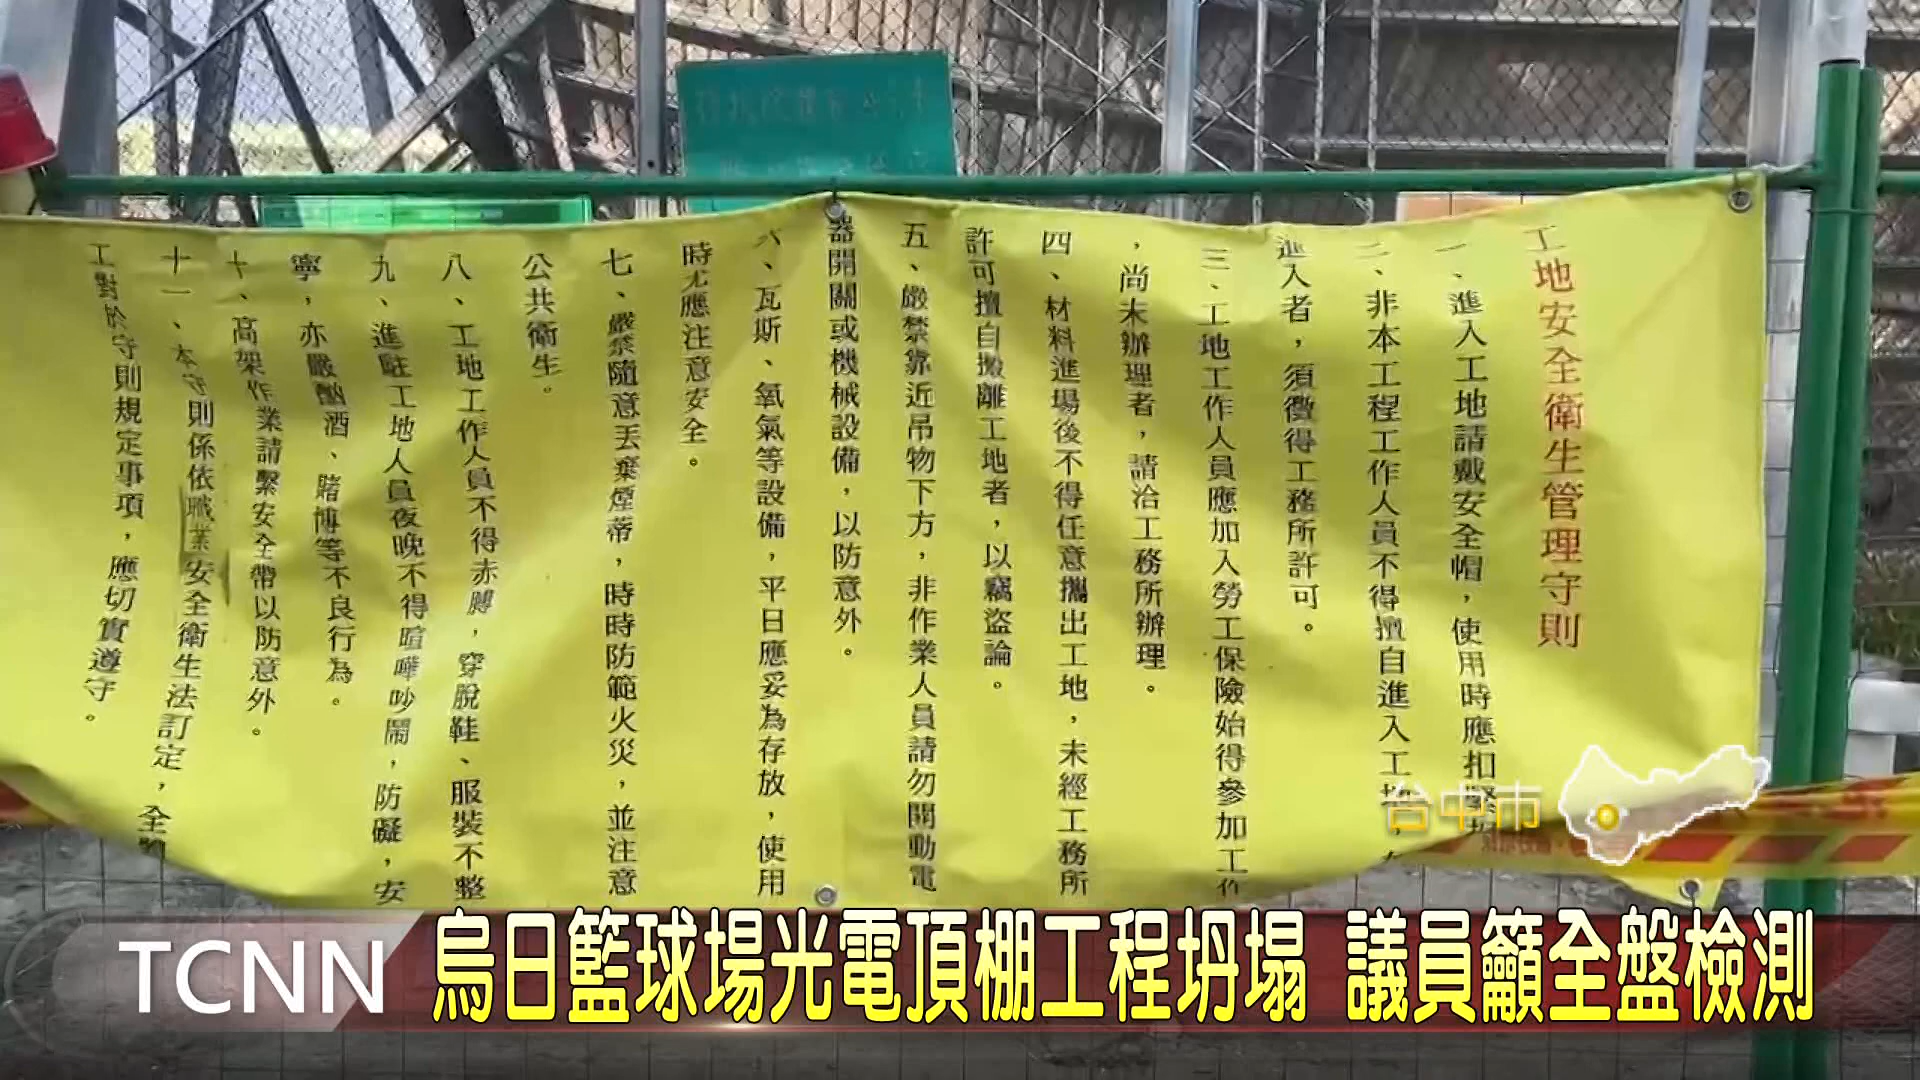 工地安全衛生管理守則
一、進入工地請戴安全帽，使用時應扣緊
二、非本工程工作人員不得擅自進入工地，
進入者，須徵得工務所許可。
三、工地工作人員應加入勞工保險始得參加工作
，尚未辦理者，請洽工務所辦理。
四、材料進場後不得任意攜出工地，未經工務所
許可擅自搬離工地者，以竊盜論。
五、嚴禁靠近吊物下方，非作業人員請勿開動電
器開關或機械設備，以防意外。
六、瓦斯、氧氣等設備，平日應妥為存放，使用
時尤應注意安全。
七、嚴禁隨意丟棄煙蒂，時時防範火災，並注意
公共衛生。
八、工地工作人員不得赤膊，穿脫鞋、服裝不整
九、進駐工地人員夜晚不得喧嘩吵鬧，防礙，安
寧，亦嚴酗酒、賭博等不良行為。
十、高架作業請繫安全帶以防意外。
十一、本守則係依職業安全衛生法訂定，全體
工對於守則規定事項，應切實遵守。
台中市
TCNN
烏日籃球場光電頂棚工程坍塌 議員籲全盤檢測